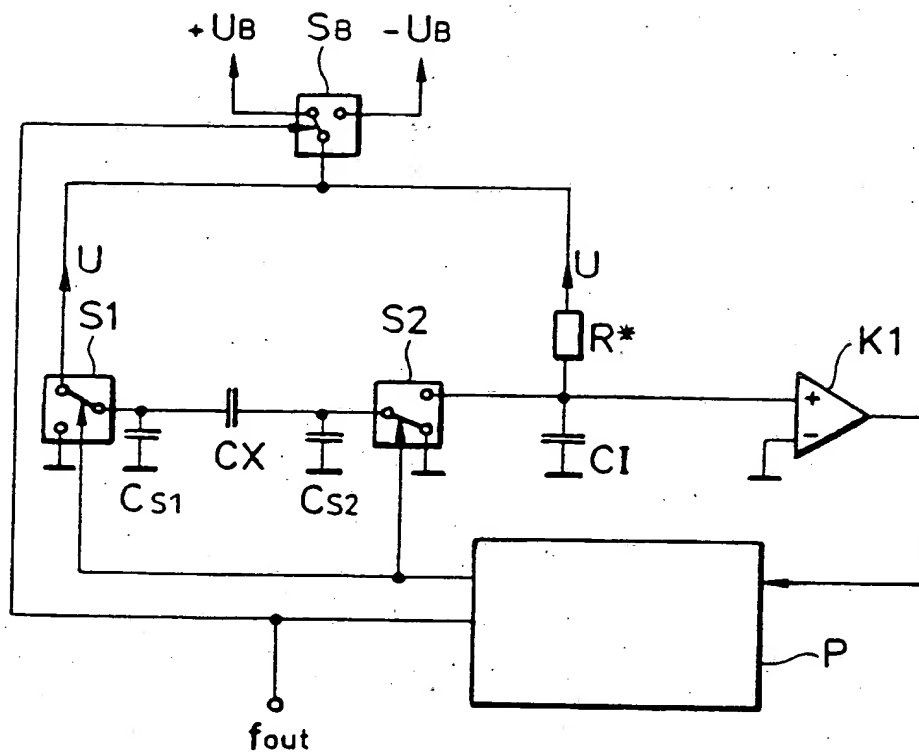 +UB SB -UB
U U
S1 S2 R* K1
+
-
CX CI
CS1 CS2
P
fout